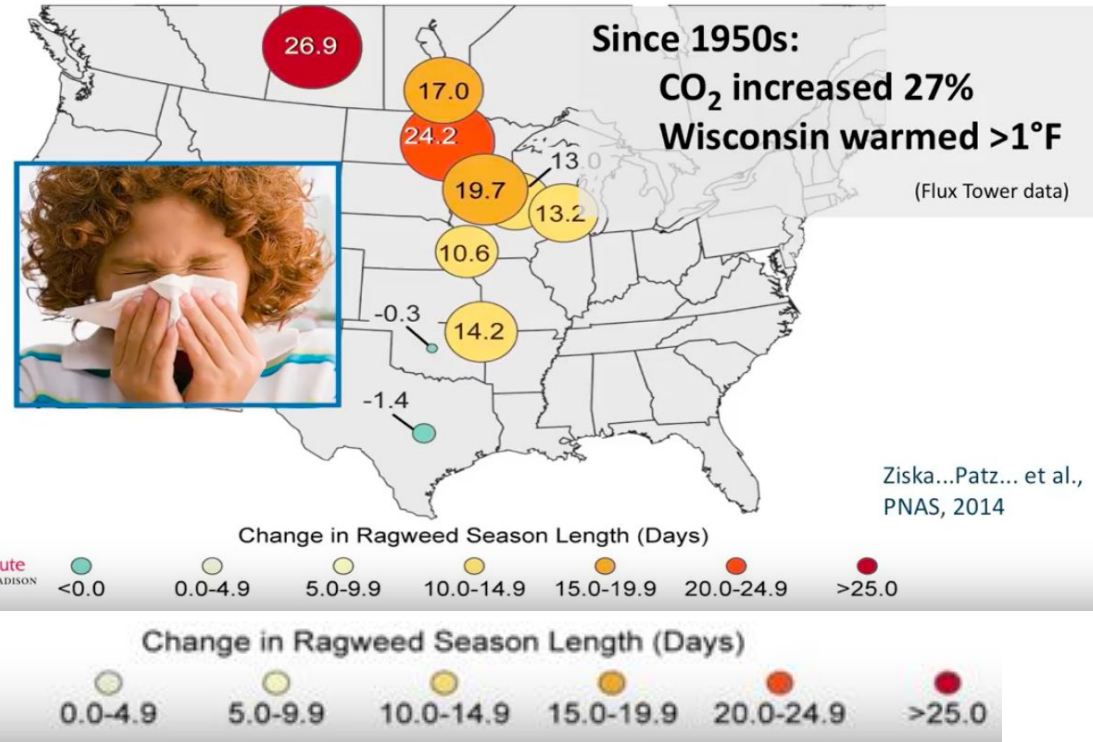 26.9
Since 1950s:
CO₂ increased 27%
Wisconsin warmed >1°F
(Flux Tower data)
17.0
24.2
13.0
19.7
13.2
10.6
-0.3
14.2
-1.4
Ziska...Patz... et al.,
PNAS, 2014
Change in Ragweed Season Length (Days)
ute
ADISON
<0.0
0.0-4.9
5.0-9.9
10.0-14.9
15.0-19.9
20.0-24.9
>25.0
Change in Ragweed Season Length (Days)
0.0-4.9
5.0-9.9
10.0-14.9
15.0-19.9
20.0-24.9
>25.0